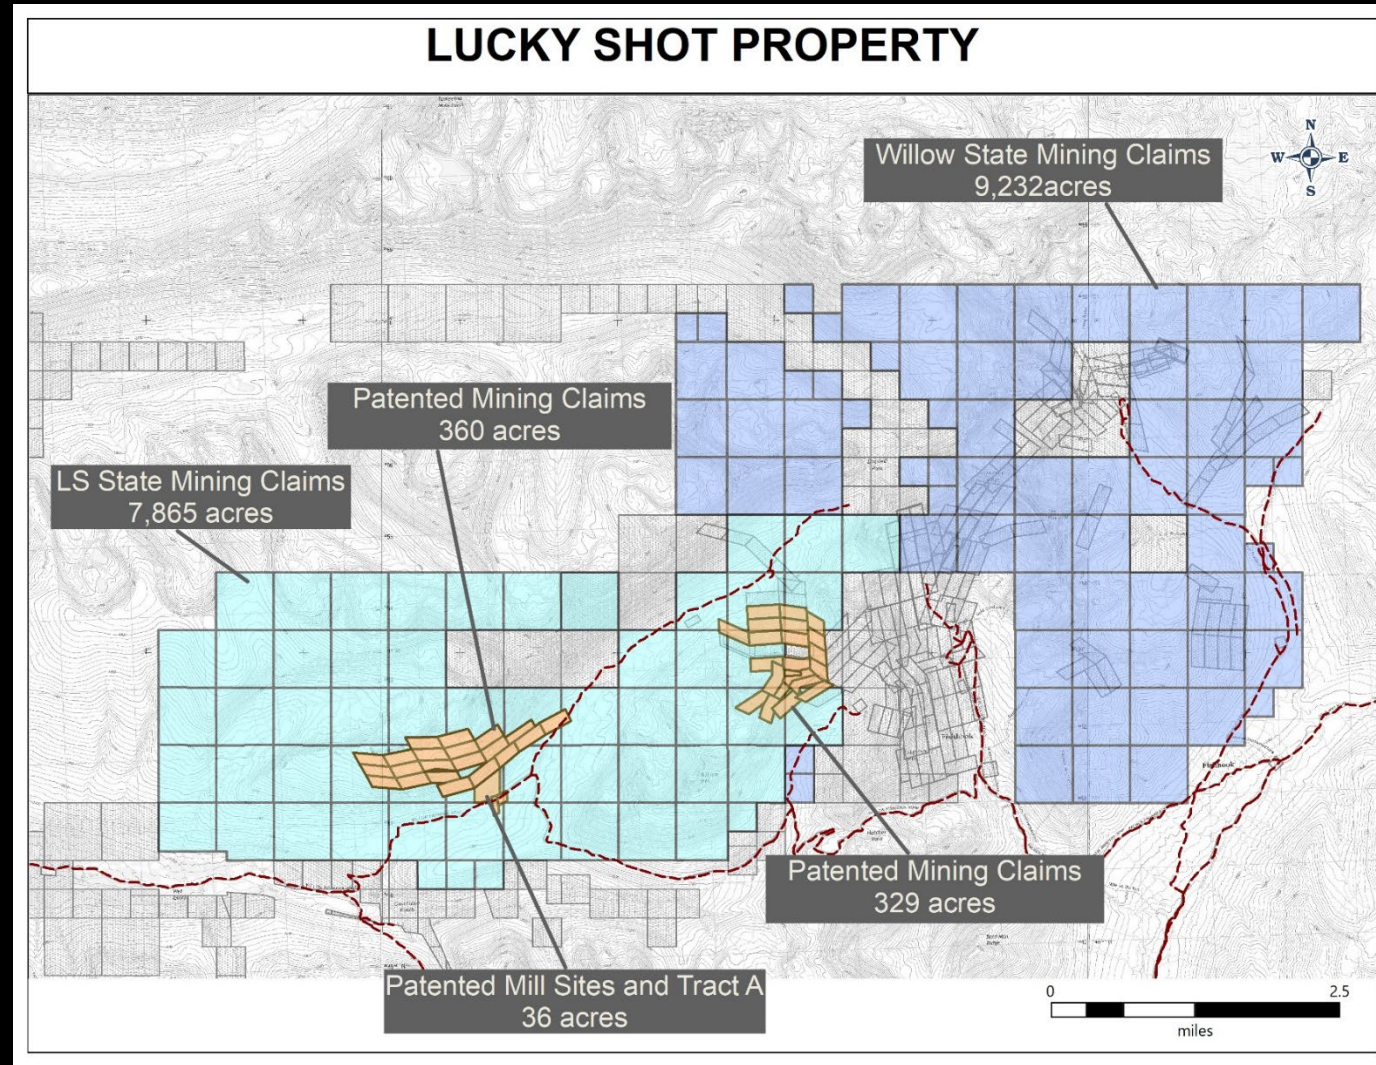 LUCKY SHOT PROPERTY
N
W E
S
Willow State Mining Claims
9,232acres
Patented Mining Claims
360 acres
LS State Mining Claims
7,865 acres
Patented Mining Claims
329 acres
Patented Mill Sites and Tract A
36 acres
0 2.5
miles